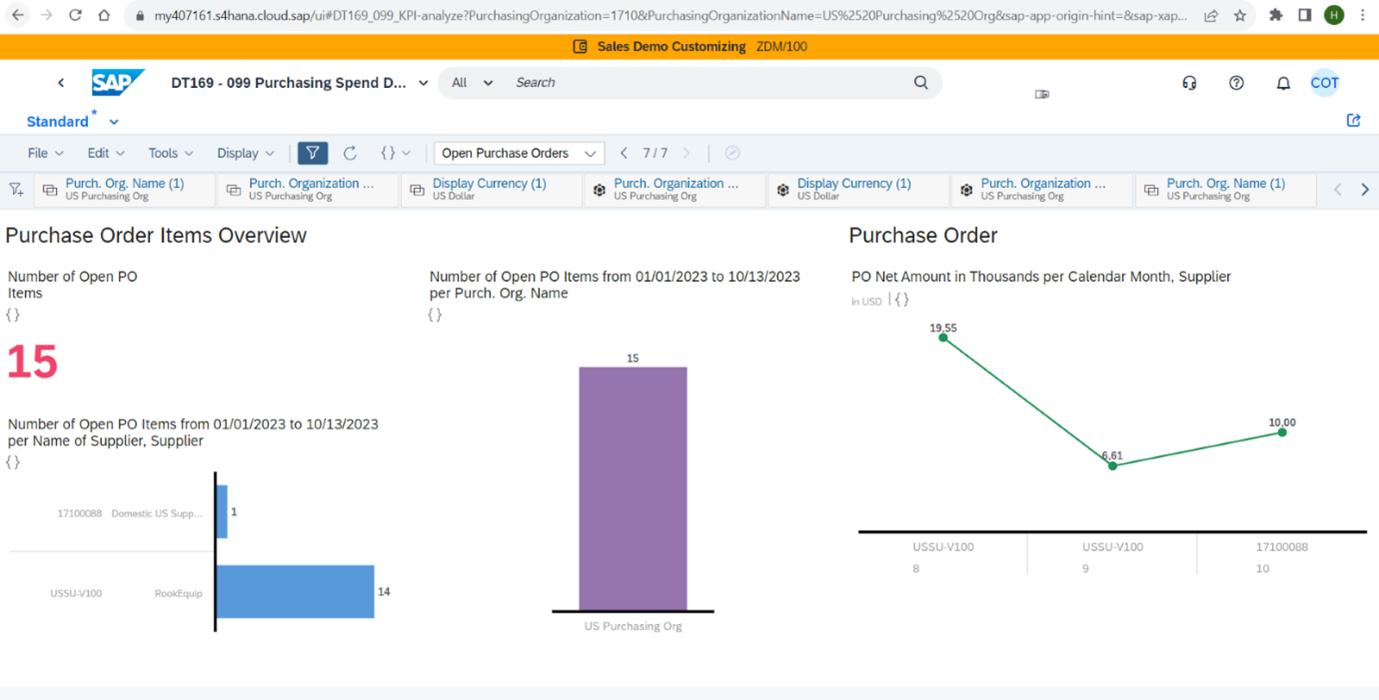 my407161.s4hana.cloud.sap/ui#DT169_099_KPI-analyze?PurchasingOrganization=1710&PurchasingOrganizationName=US%2520Purchasing%2520Org&sap-app-origin-hint=&sap-xap...
H
Sales Demo Customizing ZDM/100
SAP DT169 - 099 Purchasing Spend D... All Search COT
Standard *
File Edit Tools Display { } Open Purchase Orders 7/7
Purch. Org. Name (1)
US Purchasing Org
Purch. Organization ...
US Purchasing Org
Display Currency (1)
US Dollar
Purch. Organization ...
US Purchasing Org
Display Currency (1)
US Dollar
Purch. Organization ...
US Purchasing Org
Purch. Org. Name (1)
US Purchasing Org
Purchase Order Items Overview
Number of Open PO
Items
{ }
15
Number of Open PO Items from 01/01/2023 to 10/13/2023
per Name of Supplier, Supplier
{ }
17100088 Domestic US Supp... 1
USSU-V100 RookEquip 14
Number of Open PO Items from 01/01/2023 to 10/13/2023
per Purch. Org. Name
{ }
15
US Purchasing Org
Purchase Order
PO Net Amount in Thousands per Calendar Month, Supplier
in USD | { }
19,55
6,61
10,00
USSU-V100 USSU-V100 17100088
8 9 10